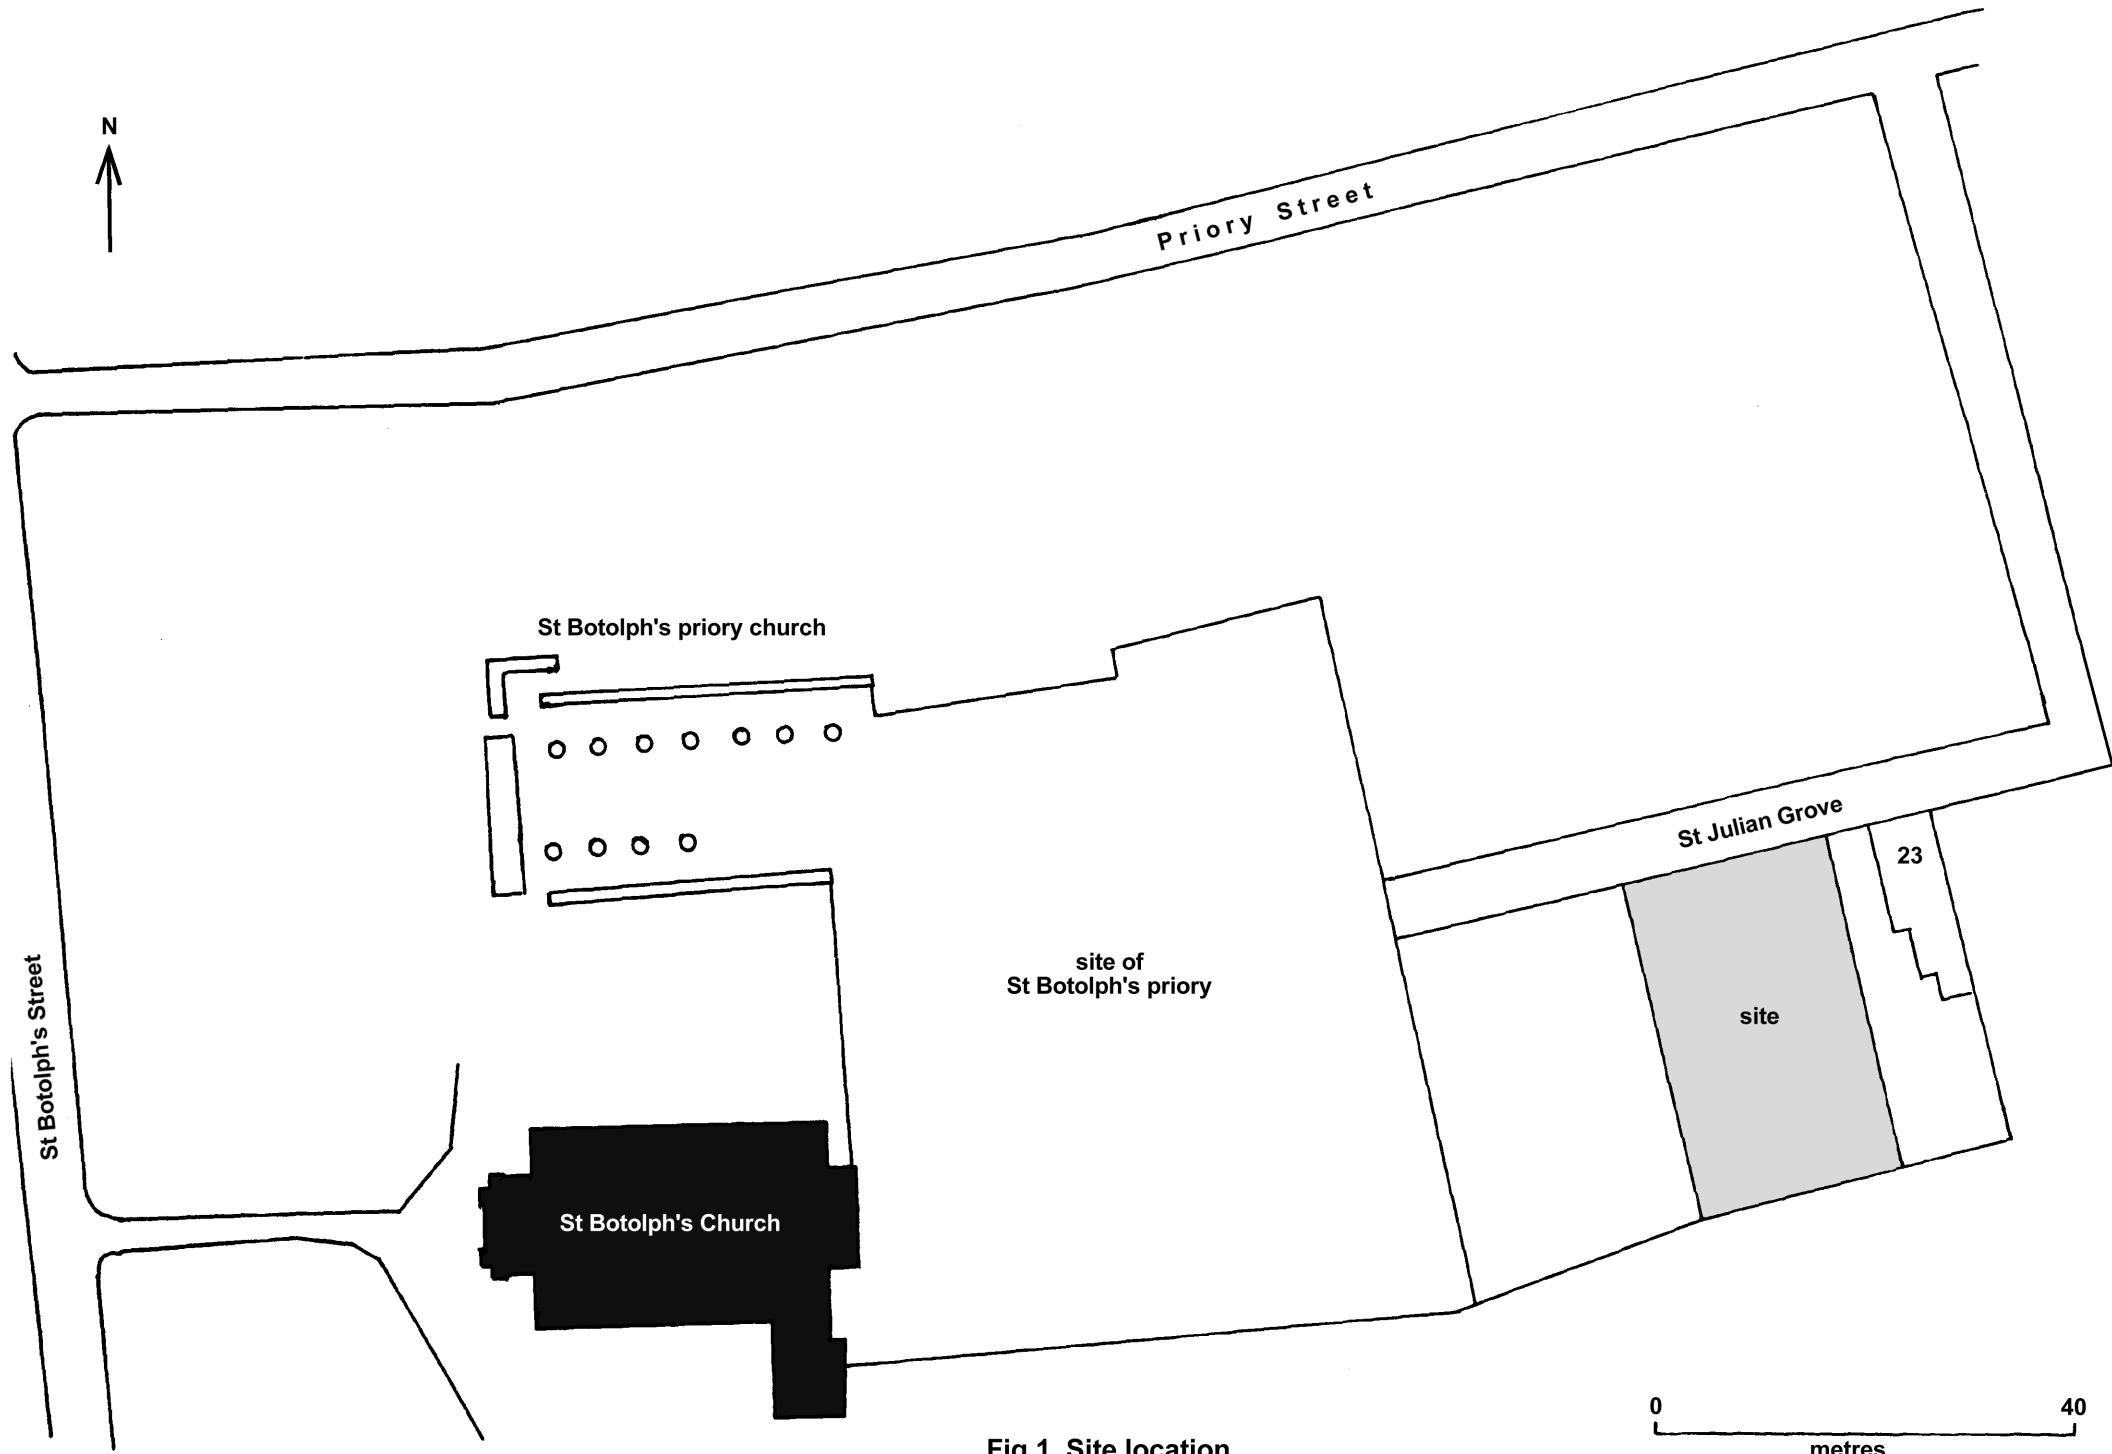 N
Priory Street
St Botolph's priory church
St Julian Grove
23
site of
St Botolph's priory
site
St Botolph's Street
St Botolph's Church
0
40
metres
Fig 1 Site location